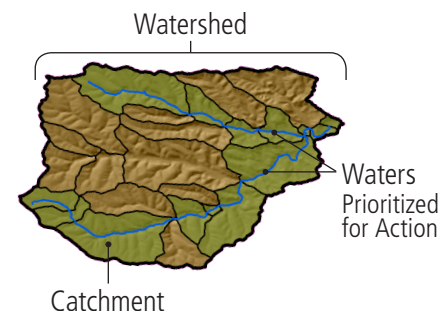 Watershed
Waters
Prioritized
for Action
Catchment